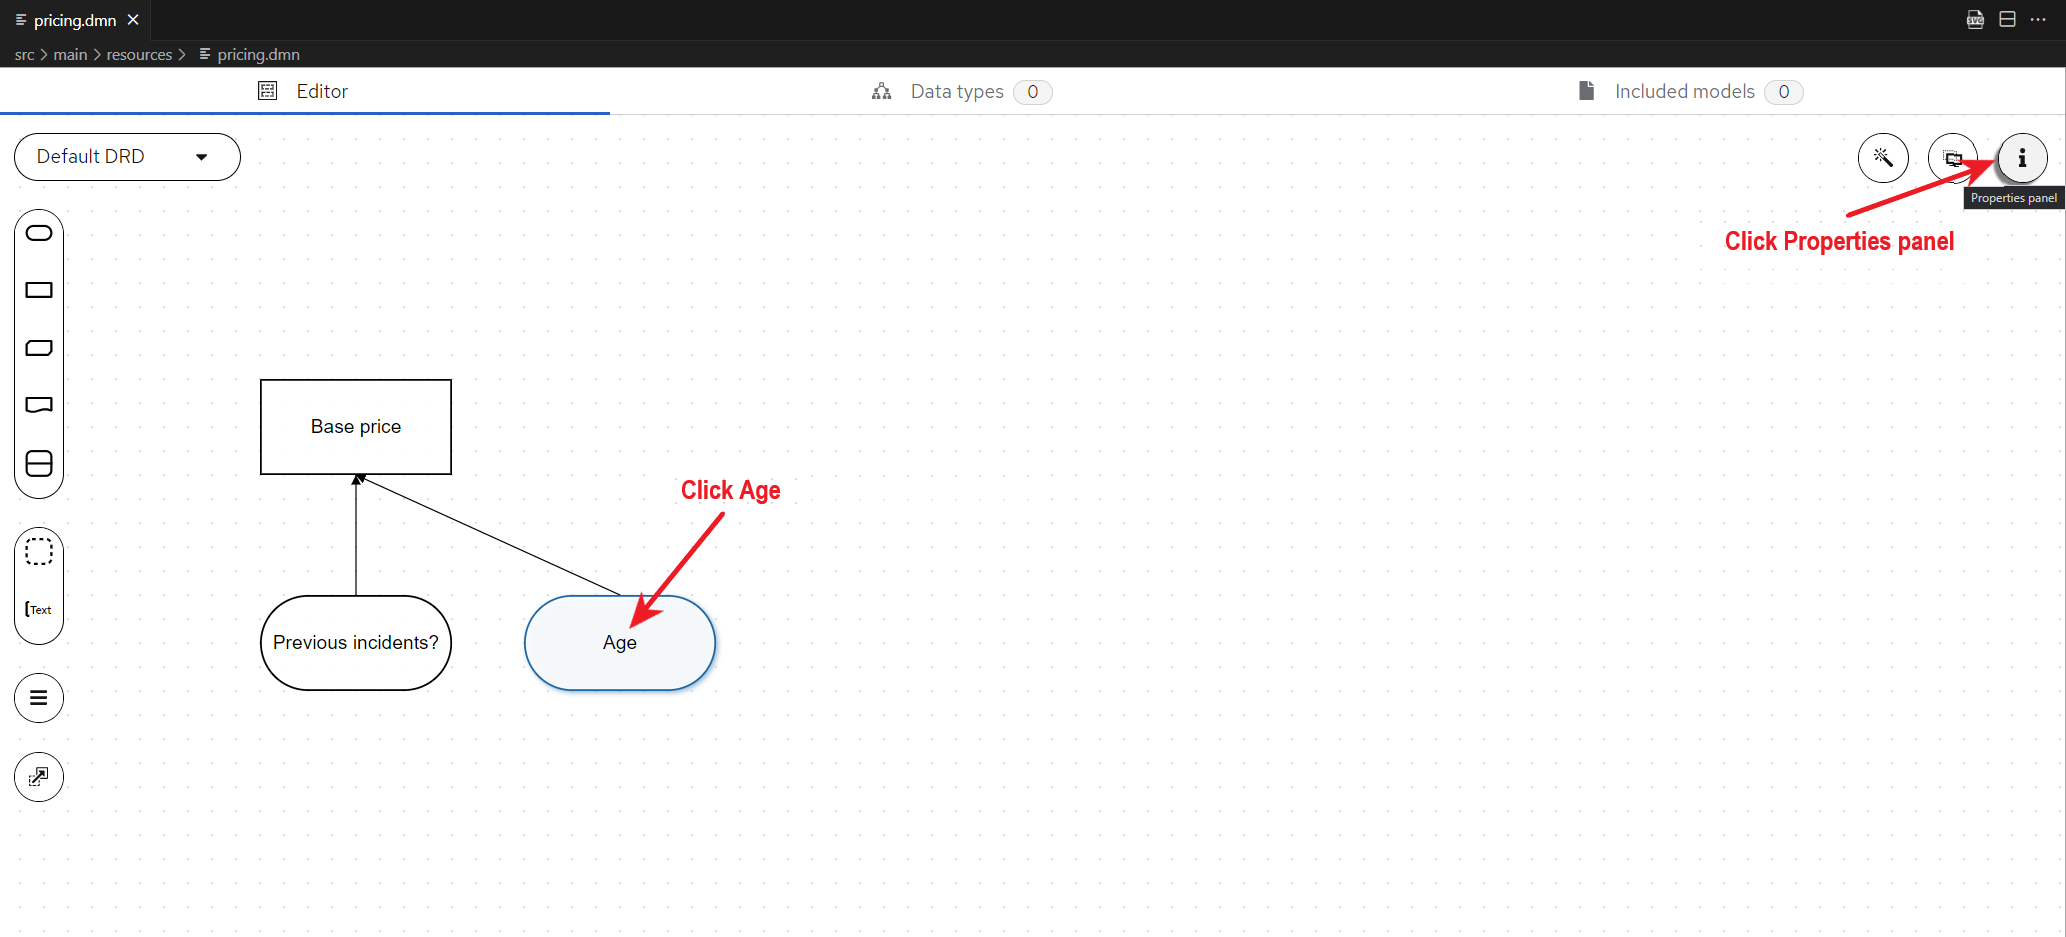 pricing.dmn
src > main > resources > pricing.dmn
Editor
Data types 0
Included models 0
Default DRD
SVG
Properties panel
Click Properties panel
Base price
Click Age
Text
Previous incidents?
Age